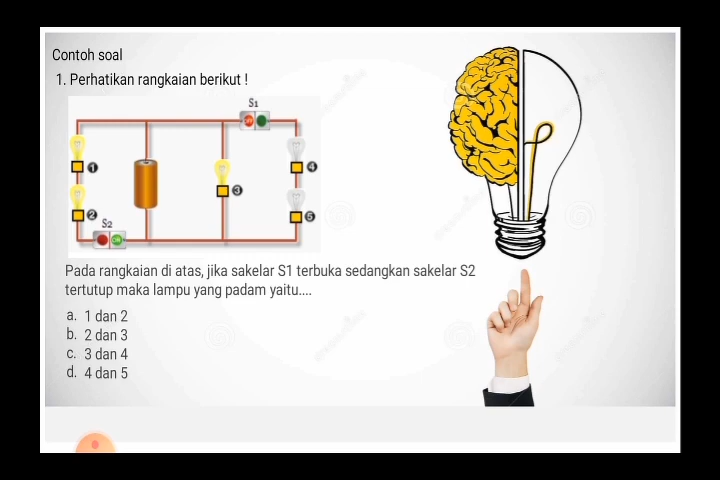 Contoh soal
1. Perhatikan rangkaian berikut !
S1
1
4
3
2
5
S2
Pada rangkaian di atas, jika sakelar S1 terbuka sedangkan sakelar S2
tertutup maka lampu yang padam yaitu....
a. 1 dan 2
b. 2 dan 3
c. 3 dan 4
d. 4 dan 5